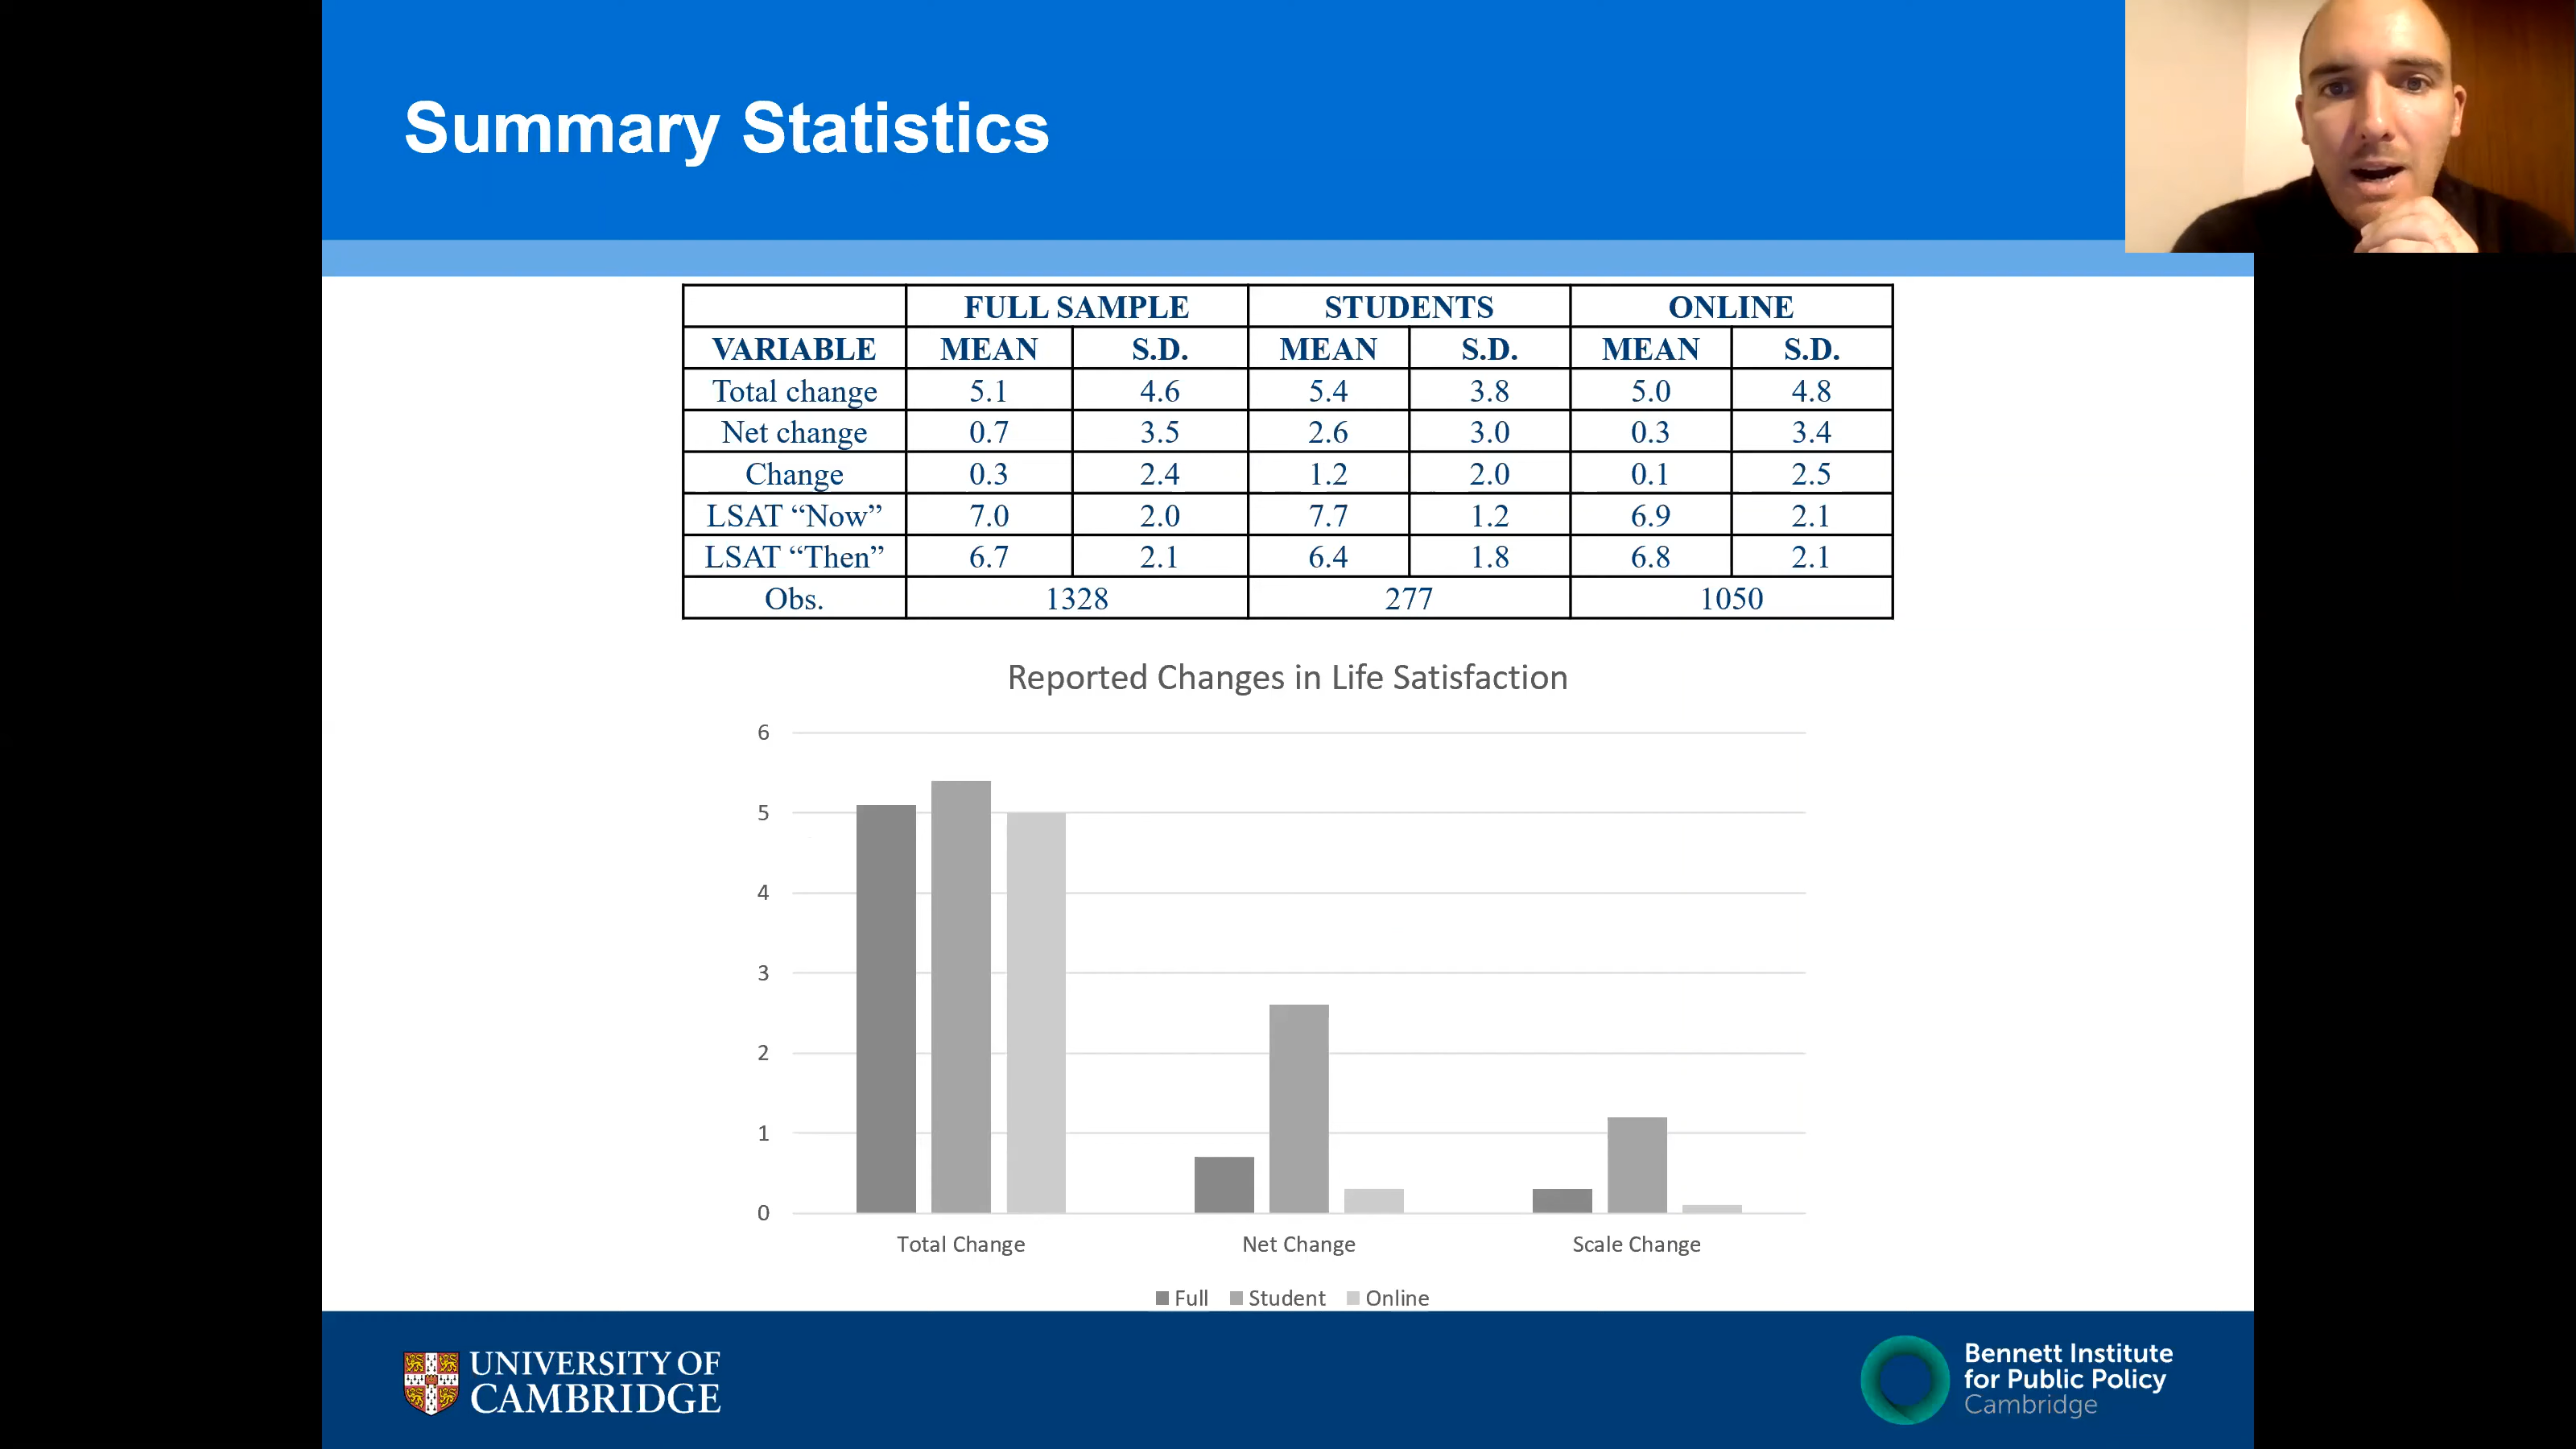 Summary Statistics
FULL SAMPLE STUDENTS ONLINE
VARIABLE MEAN S.D. MEAN S.D. MEAN S.D.
Total change 5.1 4.6 5.4 3.8 5.0 4.8
Net change 0.7 3.5 2.6 3.0 0.3 3.4
Change 0.3 2.4 1.2 2.0 0.1 2.5
LSAT “Now” 7.0 2.0 7.7 1.2 6.9 2.1
LSAT “Then” 6.7 2.1 6.4 1.8 6.8 2.1
Obs. 1328 277 1050
Reported Changes in Life Satisfaction
6
5
4
3
2
1
0
Total Change Net Change Scale Change
Full Student Online
UNIVERSITY OF
CAMBRIDGE
Bennett Institute
for Public Policy
Cambridge